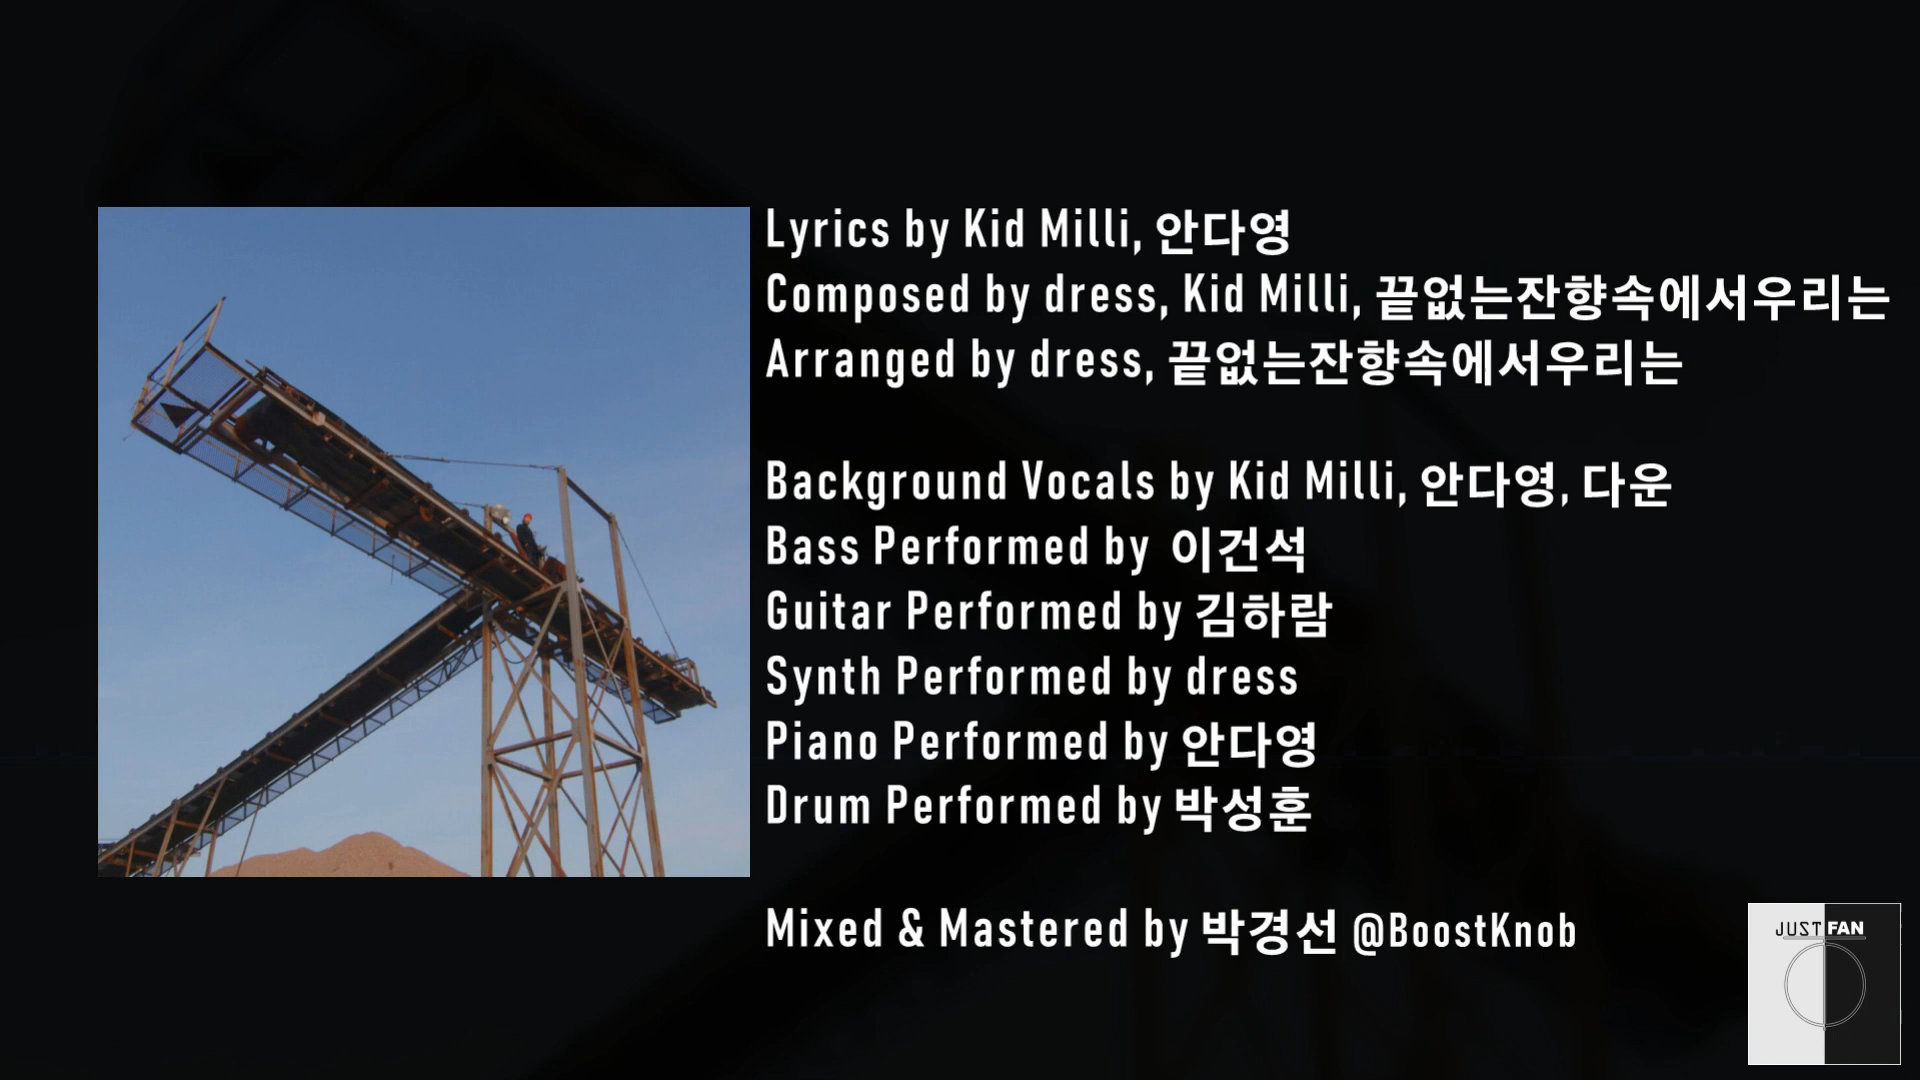 Lyrics by Kid Milli, 안다영
Composed by dress, Kid Milli, 끝없는잔향속에서우리는
Arranged by dress, 끝없는잔향속에서우리는
Background Vocals by Kid Milli, 안다영, 다운
Bass Performed by 이건석
Guitar Performed by 김하람
Synth Performed by dress
Piano Performed by 안다영
Drum Performed by 박성훈
Mixed & Mastered by 박경선 @BoostKnob
JUST FAN